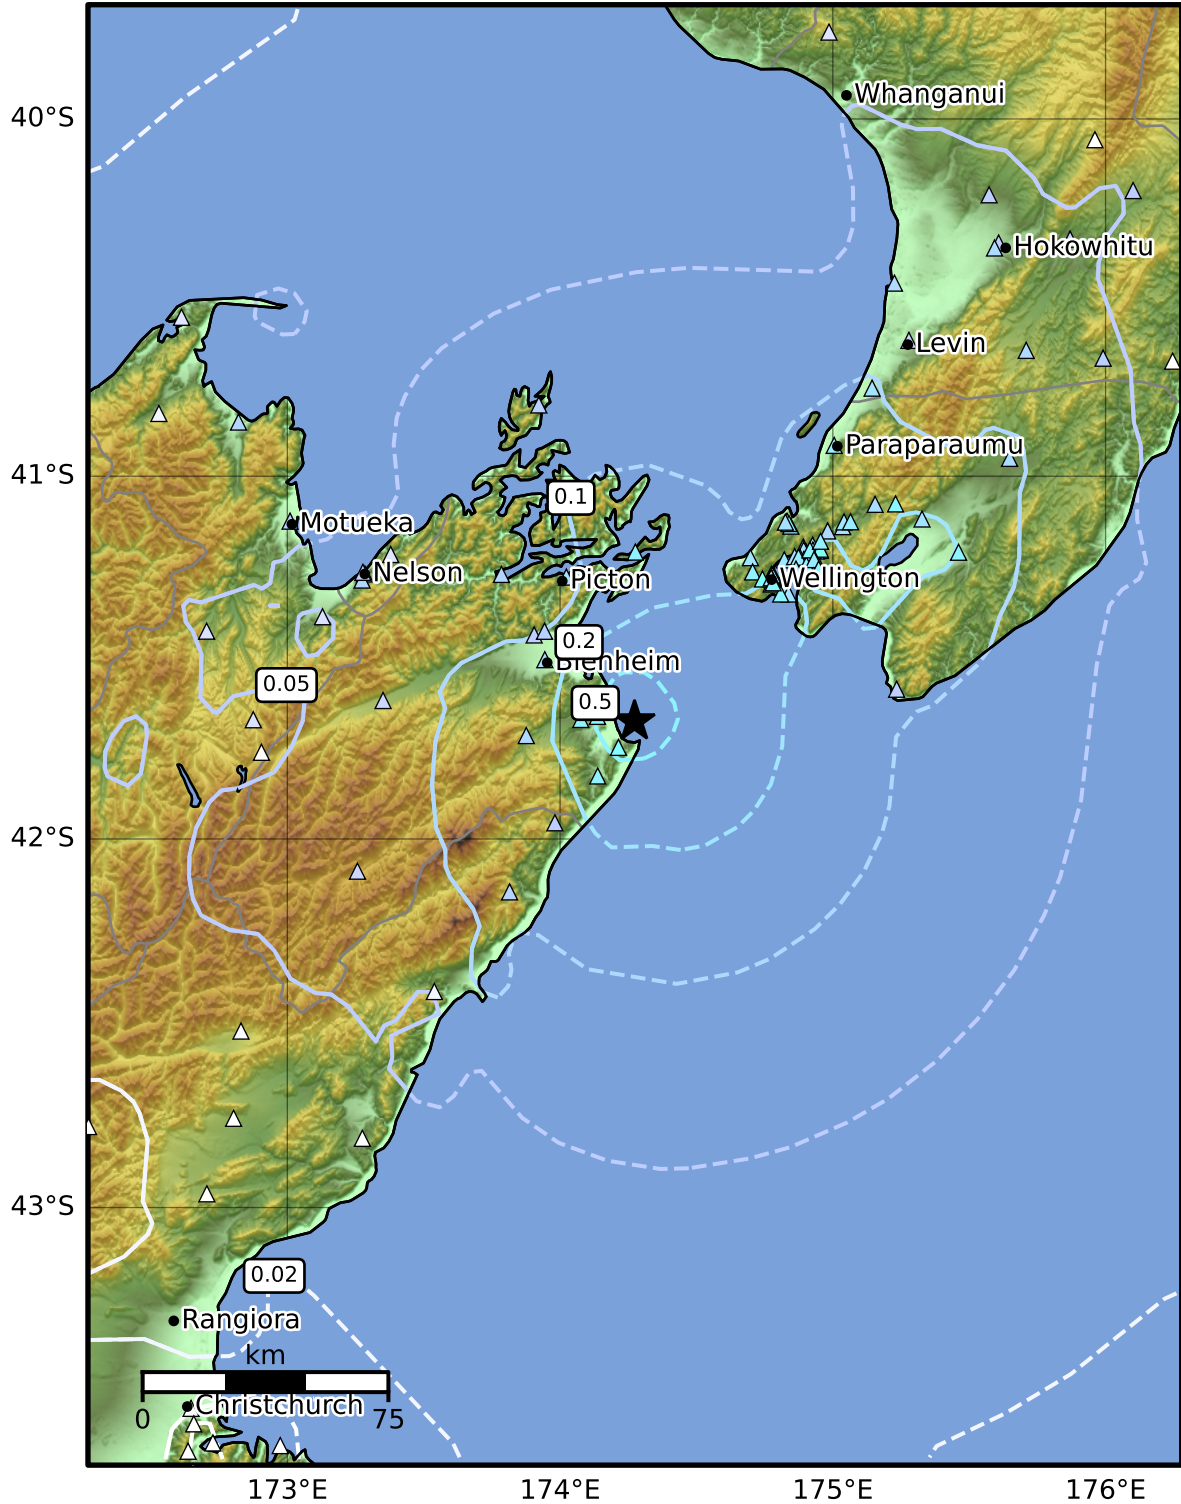 Whanganui
40°S
Hokowhitu
Levin
Paraparaumu
41°S
0.1
Motueka
Nelson
Picton
Wellington
0.2
Blenheim
0.05
0.5
42°S
43°S
0.02
Rangiora
km
Christchurch
0 75
173°E 174°E 175°E 176°E